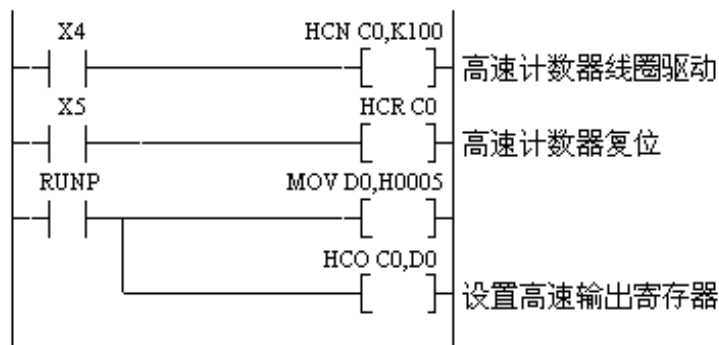 X4 HCN C0,K100
高速计数器线圈驱动
X5 HCR C0
高速计数器复位
RUNP MOV D0,H0005
HCO C0,D0
设置高速输出寄存器